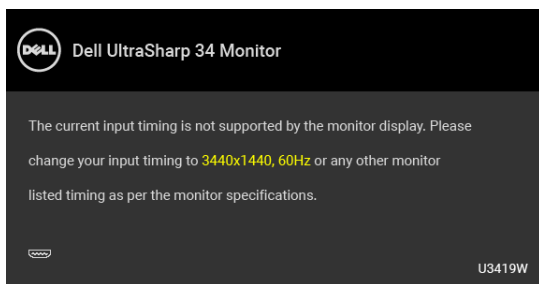 DELL
Dell UltraSharp 34 Monitor
The current input timing is not supported by the monitor display. Please
change your input timing to 3440x1440, 60Hz or any other monitor
listed timing as per the monitor specifications.
U3419W